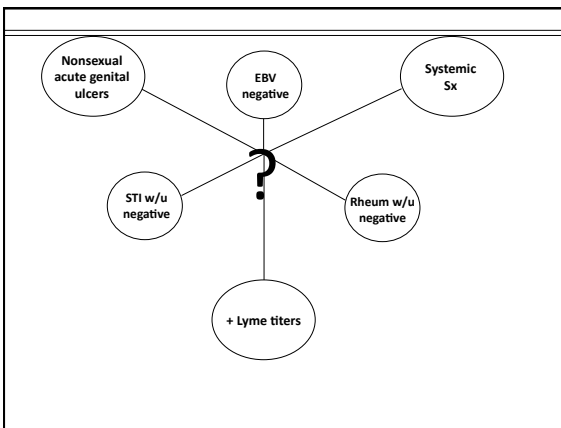 Nonsexual
acute genital
ulcers
EBV
negative
Systemic
Sx
?
STI w/u
negative
Rheum w/u
negative
+ Lyme titers